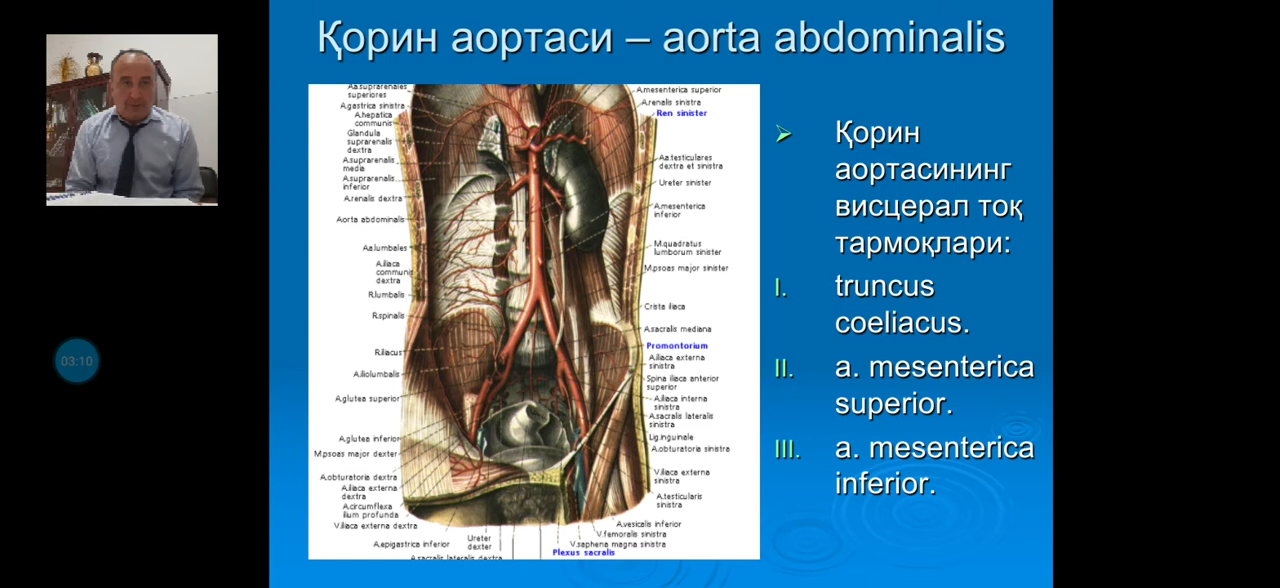 Қорин аортаси – aorta abdominalis
Aa.suprarenales
superiores
A.gastrica sinistra
A.hepatica
communis
Glandula
suprarenalis
dextra
A.suprarenalis
media
A.suprarenalis
inferior
A.renalis dextra
Aorta abdominalis
Aa.lumbales
A.iliaca
communis
dextra
R.lumbalis
R.spinalis
R.iliacus
A.iliolumbalis
A.glutea superior
A.glutea inferior
M.psoas major dexter
A.obturatoria dextra
A.iliaca externa
dextra
A.circumflexa
ilium profunda
V.iliaca externa dextra
A.epigastrica inferior
Ureter
dexter
A.sacralis lateralis dextra
A.mesenterica superior
A.renalis sinistra
Ren sinister
Aa.testiculares
dextra et sinistra
Ureter sinister
A.mesenterica
inferior
M.quadratus
lumborum sinister
M.psoas major sinister
Crista iliaca
A.sacralis mediana
Promontorium
A.iliaca externa
sinistra
Spina iliaca anterior
superior
A.iliaca interna
sinistra
A.sacralis lateralis
sinistra
Lig.inguinale
A.obturatoria sinistra
V.iliaca externa
sinistra
A.testicularis
sinistra
A.vesicalis inferior
V.femoralis sinistra
V.saphena magna sinistra
Plexus sacralis
➢ Қорин
аортасининг
висцерал тоқ
тармоқлари:
I. truncus
coeliacus.
II. a. mesenterica
superior.
III. a. mesenterica
inferior.
03:10